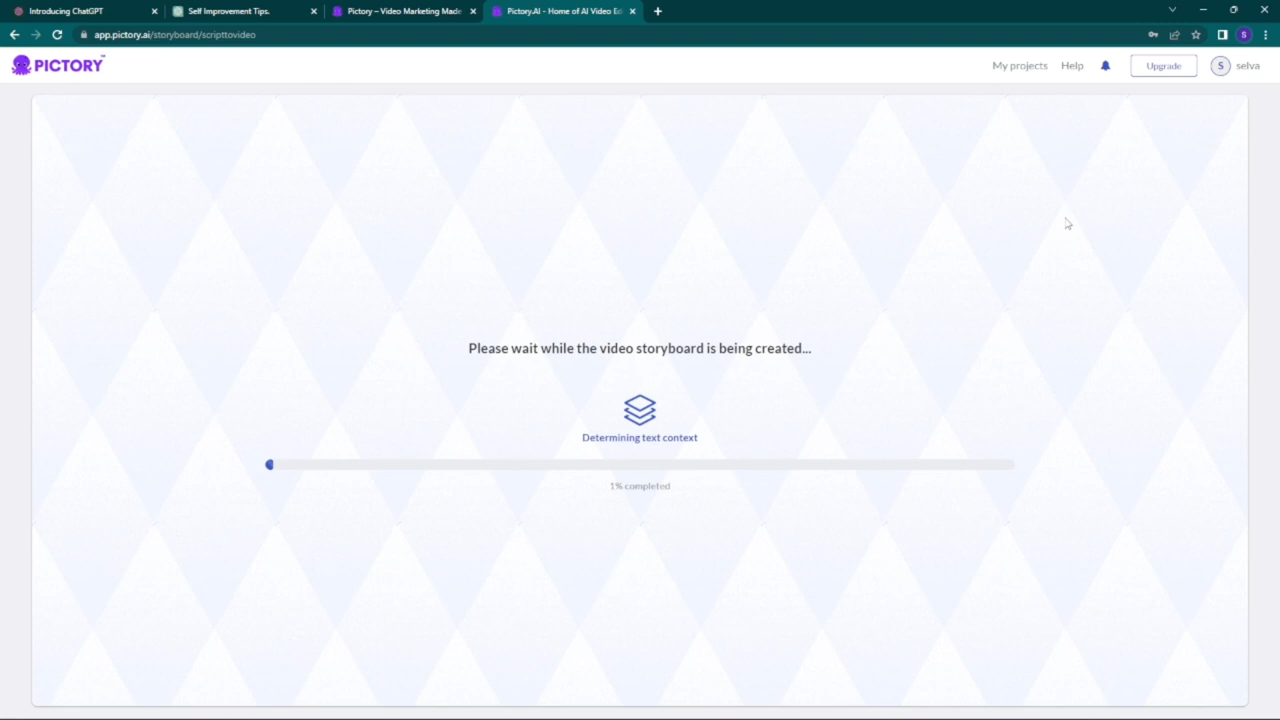 Introducing ChatGPT
Self Improvement Tips.
Pictory – Video Marketing Made
Pictory.AI - Home of AI Video Ed
app.pictory.ai/storyboard/scripttovideo
S
PICTORY™
My projects
Help
Upgrade
S
selva
Please wait while the video storyboard is being created...
Determining text context
1% completed